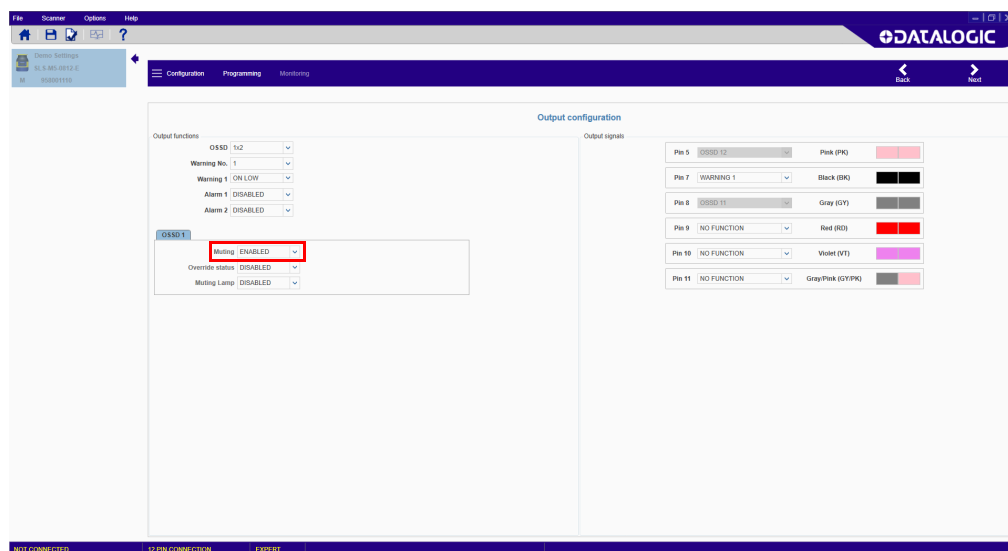 File Scanner Options Help
DATALOGIC
Demo Settings
SLS-M5-0812-E
M 950001110
Configuration Programming Monitoring
Back Next
Output configuration
Output functions
OSSD 1x2
Warning No. 1
Warning 1 ON LOW
Alarm 1 DISABLED
Alarm 2 DISABLED
OSSD 1
Muting ENABLED
Override status DISABLED
Muting Lamp DISABLED
Output signals
Pin 5 OSSD 12 Pink (PK)
Pin 7 WARNING 1 Black (BK)
Pin 8 OSSD 11 Gray (GY)
Pin 9 NO FUNCTION Red (RD)
Pin 10 NO FUNCTION Violet (VT)
Pin 11 NO FUNCTION Gray/Pink (GY/PK)
NOT CONNECTED 12 PIN CONNECTION EXPERT